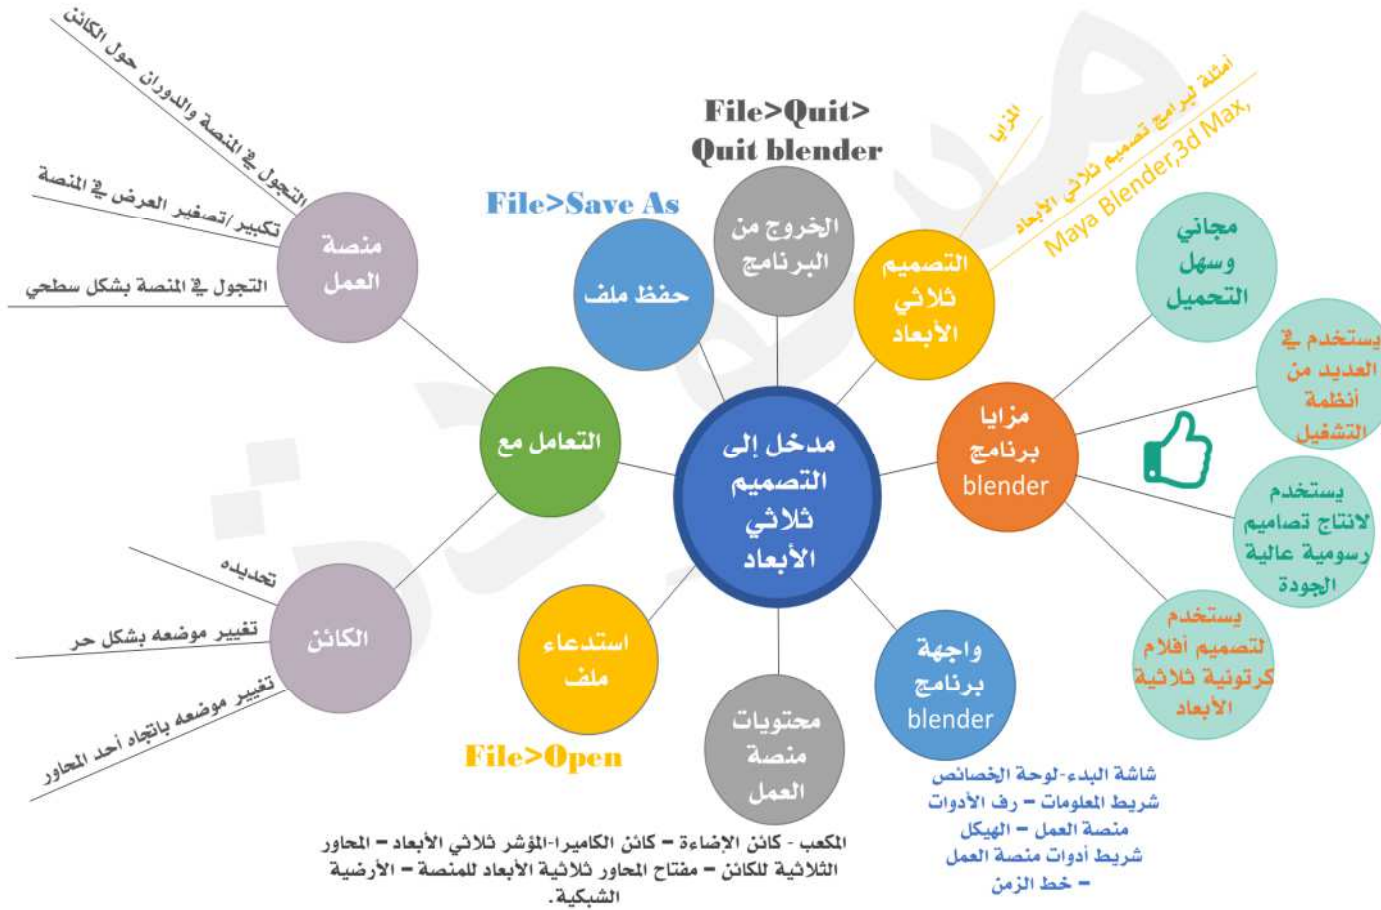 مدخل إلى
التصميم
ثلاثي
الأبعاد
التصميم
ثلاثي
الأبعاد
المزايا
أمثلة لبرامج تصميم ثلاثي الأبعاد
Maya Blender,3d Max,
مزايا
برنامج
blender
مجاني
وسهل
التحميل
يستخدم في
العديد من
أنظمة
التشغيل
يستخدم
لانتاج تصاميم
رسومية عالية
الجودة
يستخدم
لتصميم أفلام
كرتونية ثلاثية
الأبعاد
واجهة
برنامج
blender
شاشة البدء-لوحة الخصائص
شريط المعلومات – رف الأدوات
منصة العمل – الهيكل
شريط أدوات منصة العمل
– خط الزمن
محتويات
منصة
العمل
المكعب - كائن الإضاءة – كائن الكاميرا-المؤشر ثلاثي الأبعاد – المحاور
الثلاثية للكائن – مفتاح المحاور ثلاثية الأبعاد للمنصة – الأرضية
الشبكية.
استدعاء
ملف
File>Open
التعامل مع
الكائن
تحديده
تغيير موضعه بشكل حر
تغيير موضعه باتجاه أحد المحاور
منصة
العمل
التجول في المنصة والدوران حول الكائن
تكبير/تصغير العرض في المنصة
التجول في المنصة بشكل سطحي
حفظ ملف
File>Save As
الخروج من
البرنامج
File>Quit>
Quit blender
مسودة